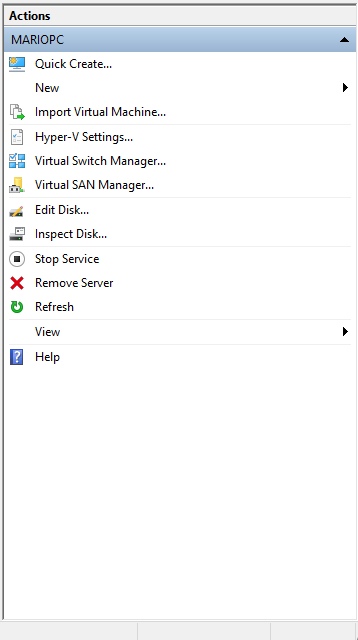 Actions
MARIOPC
Quick Create...
New
Import Virtual Machine...
Hyper-V Settings...
Virtual Switch Manager...
Virtual SAN Manager...
Edit Disk...
Inspect Disk...
Stop Service
Remove Server
Refresh
View
Help